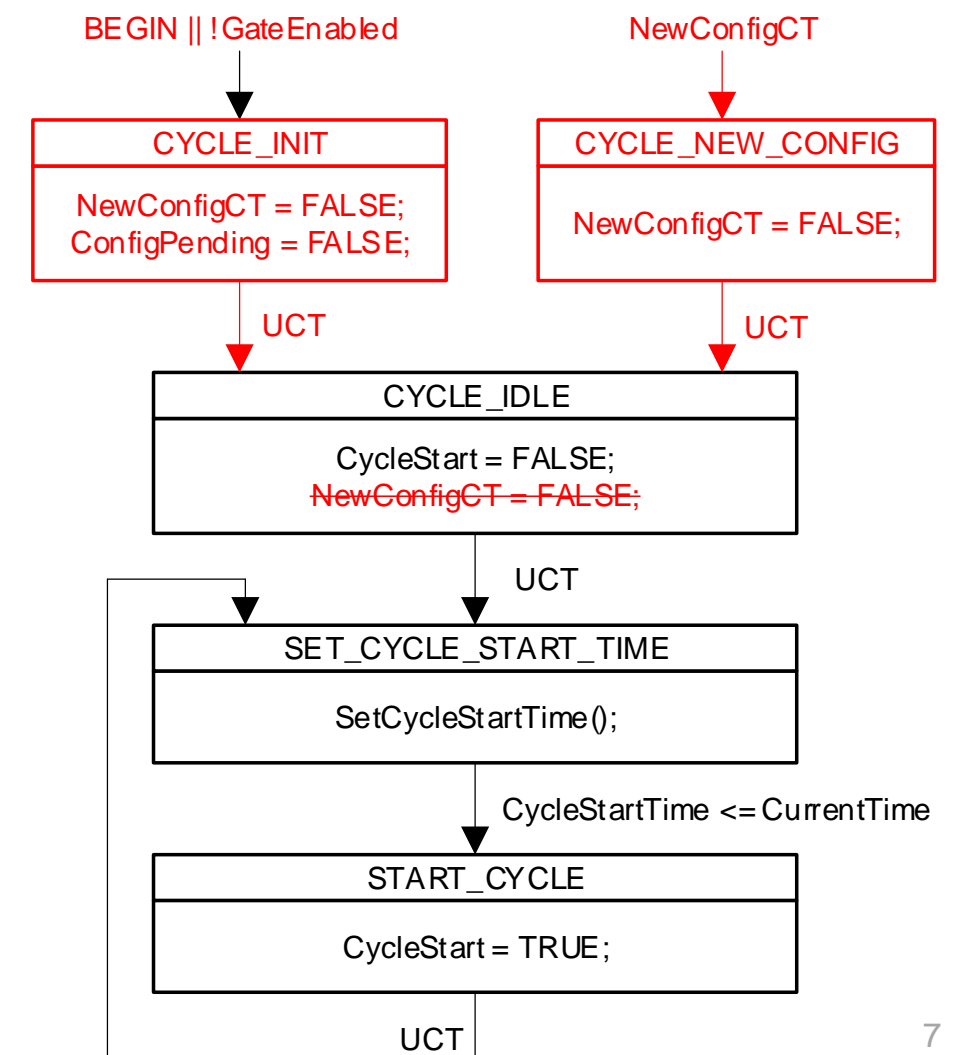 BEGIN || !GateEnabled
NewConfigCT
CYCLE_INIT
NewConfigCT = FALSE;
ConfigPending = FALSE;
CYCLE_NEW_CONFIG
NewConfigCT = FALSE;
UCT
UCT
CYCLE_IDLE
CycleStart = FALSE;
NewConfigCT = FALSE;
UCT
SET_CYCLE_START_TIME
SetCycleStartTime();
CycleStartTime <= CurrentTime
START_CYCLE
CycleStart = TRUE;
UCT
7